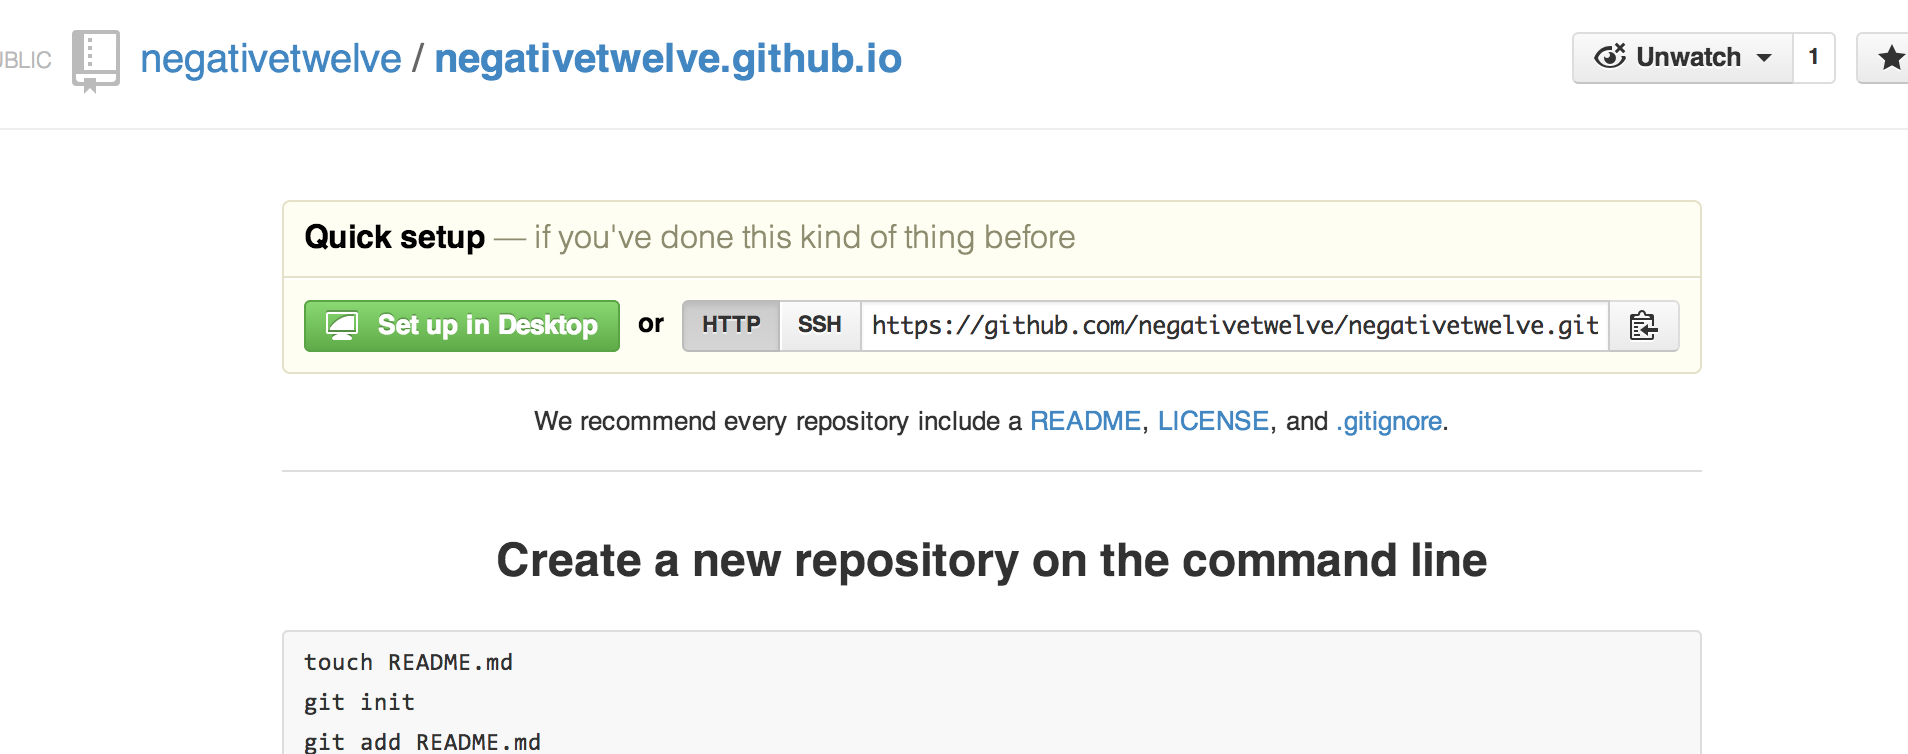 negativetwelve / negativetwelve.github.io
Unwatch 1
Quick setup — if you've done this kind of thing before
Set up in Desktop or HTTP SSH https://github.com/negativetwelve/negativetwelve.git
We recommend every repository include a README, LICENSE, and .gitignore.
Create a new repository on the command line
touch README.md
git init
git add README.md